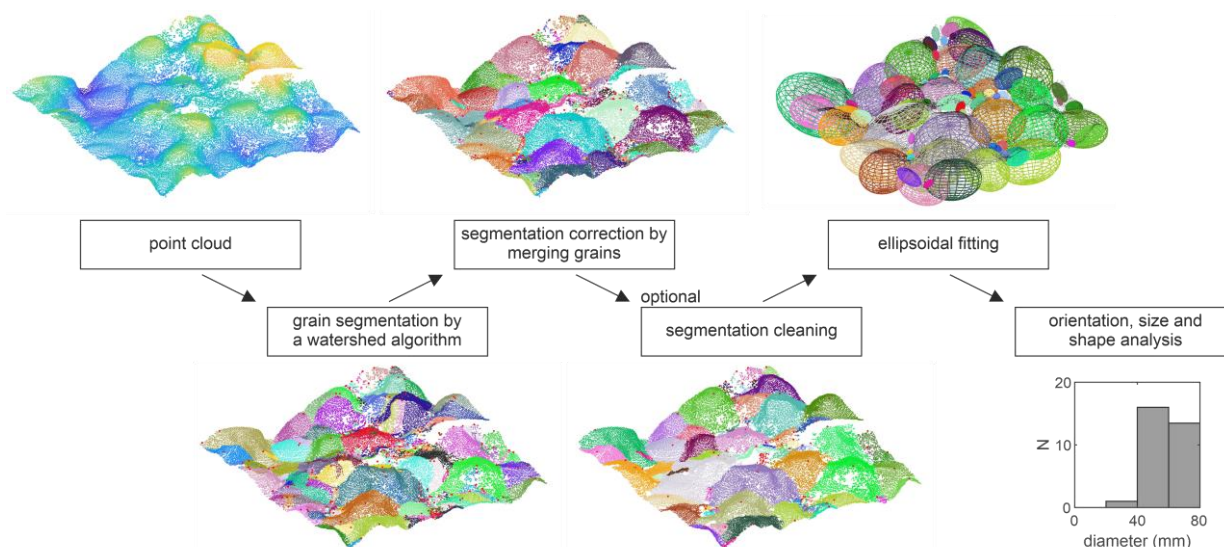 point cloud
segmentation correction by
merging grains
ellipsoidal fitting
optional
grain segmentation by
a watershed algorithm
segmentation cleaning
orientation, size and
shape analysis
20
10
0
N
0
40
80
diameter (mm)